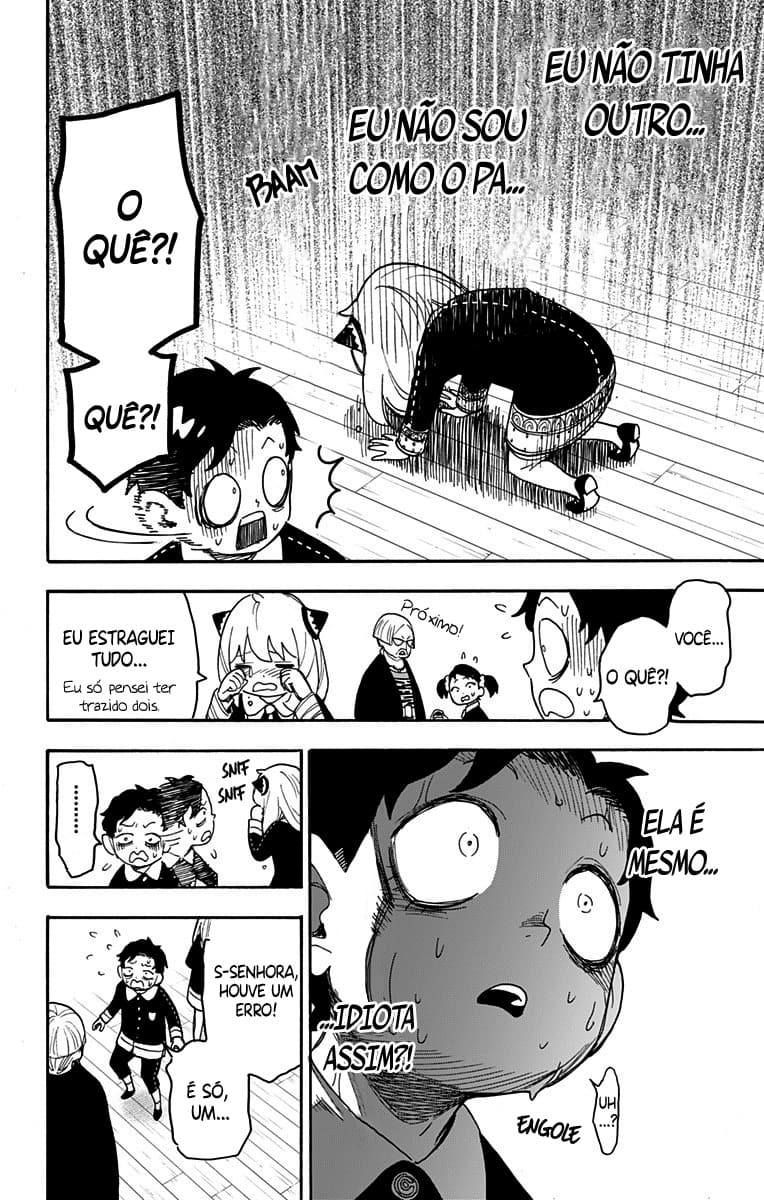 EU NÃO TINHA
OUTRO...
EU NÃO SOU
COMO O PA...
BAAM
O
QUÊ?!
QUÊ?!
VOCÊ...
O QUÊ?!
Próximo!
EU ESTRAGUEI
TUDO...
Eu só pensei ter
trazido dois.
SNIF
SNIF
.........
ELA É
MESMO...
...IDIOTA
ASSIM?!
UH
...?
ENGOLE
S-SENHORA,
HOUVE UM
ERRO!
É SÓ,
UM...